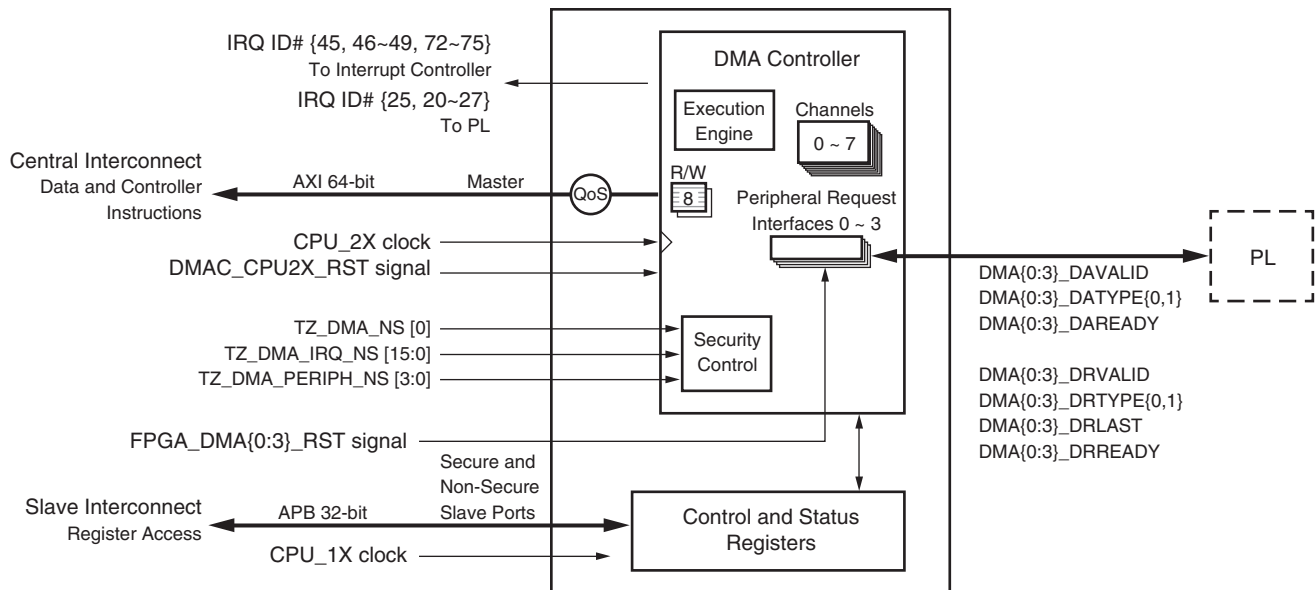 IRQ ID# {45, 46~49, 72~75}
To Interrupt Controller
IRQ ID# {25, 20~27}
To PL
Central Interconnect
Data and Controller
Instructions
AXI 64-bit
Master
QoS
CPU_2X clock
DMAC_CPU2X_RST signal
TZ_DMA_NS [0]
TZ_DMA_IRQ_NS [15:0]
TZ_DMA_PERIPH_NS [3:0]
FPGA_DMA{0:3}_RST signal
Slave Interconnect
Register Access
APB 32-bit
Secure and
Non-Secure
Slave Ports
CPU_1X clock
DMA Controller
Execution
Engine
Channels
0 ~ 7
R/W
8
Peripheral Request
Interfaces 0 ~ 3
Security
Control
Control and Status
Registers
PL
DMA{0:3}_DAVALID
DMA{0:3}_DATYPE{0,1}
DMA{0:3}_DAREADY
DMA{0:3}_DRVALID
DMA{0:3}_DRTYPE{0,1}
DMA{0:3}_DRLAST
DMA{0:3}_DRREADY